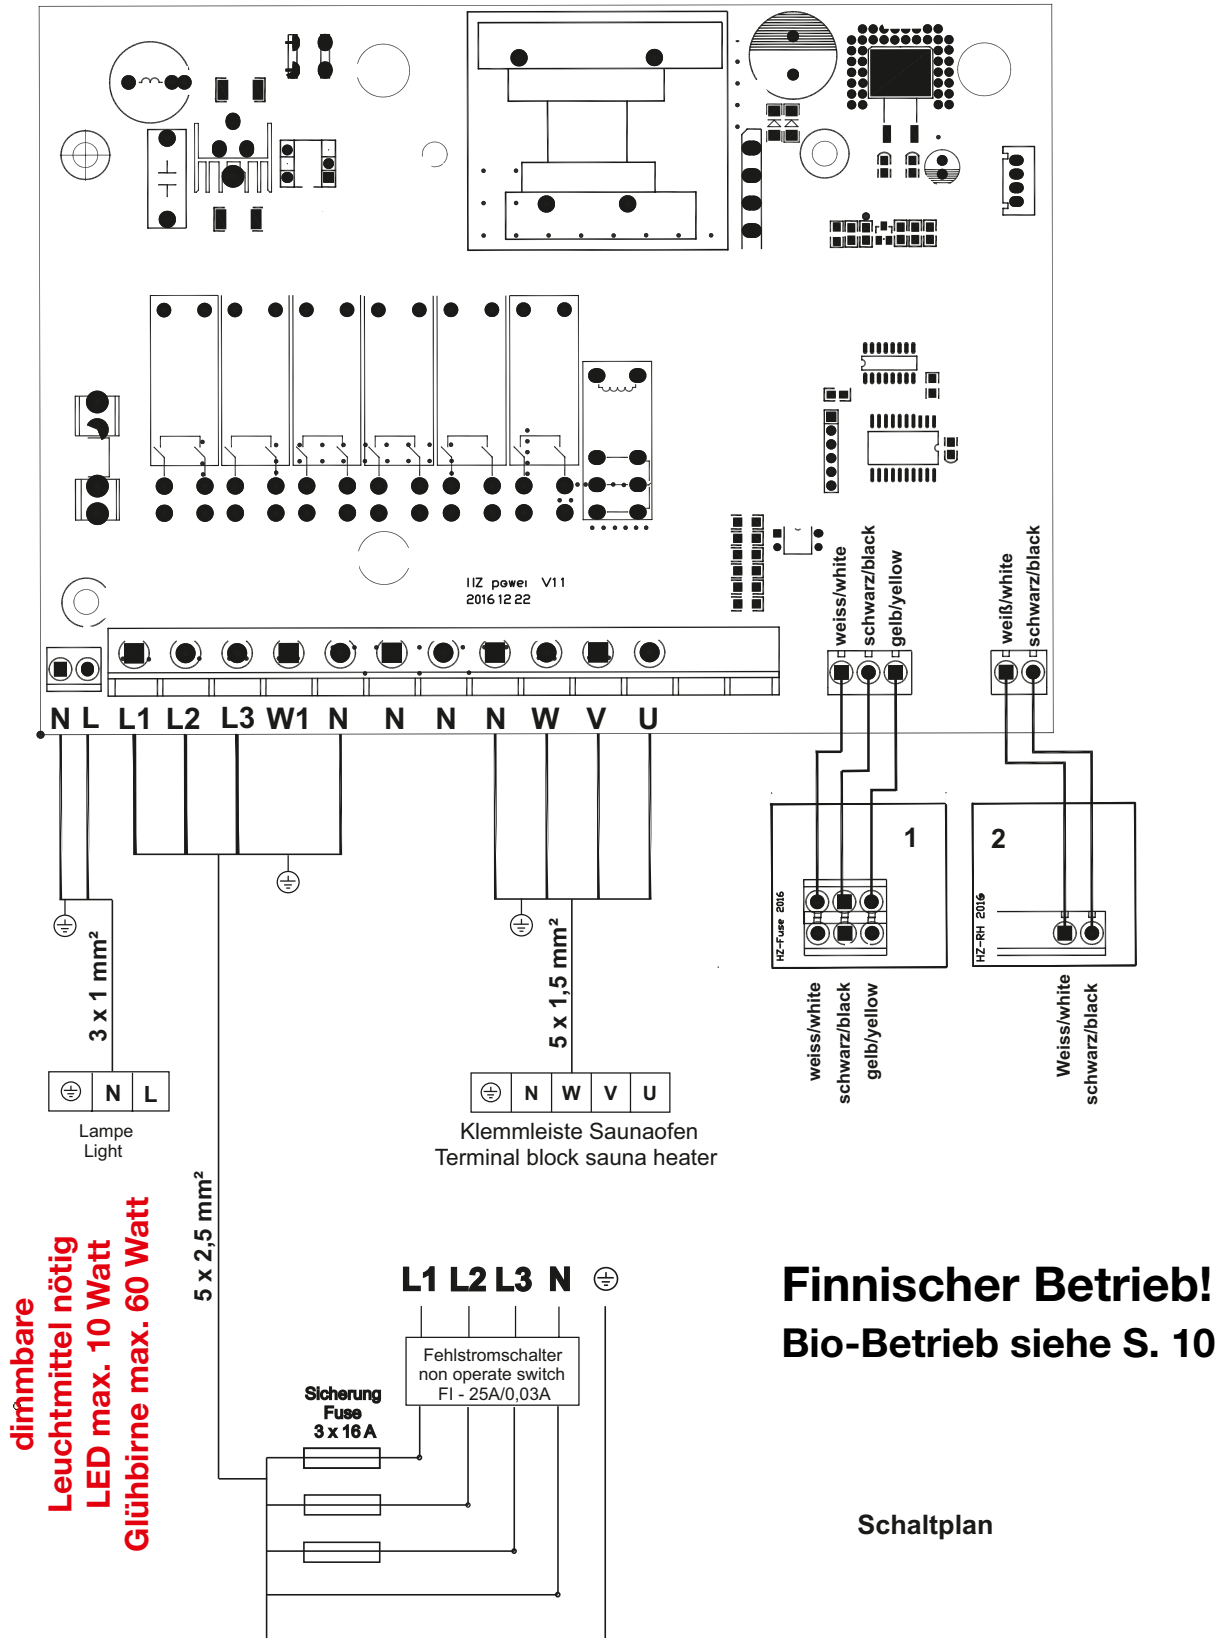 IIZ power V11
2016 12 22
weiss/white
schwarz/black
gelb/yellow
weiß/white
schwarz/black
N L L1 L2 L3 W1 N N N N W V U
1
HZ-Fuse 2016
2
HZ-RH 2016
weiss/white
schwarz/black
gelb/yellow
Weiss/white
schwarz/black
3 x 1 mm²
5 x 1,5 mm²
N L
Lampe
Light
N W V U
Klemmleiste Saunaofen
Terminal block sauna heater
5 x 2,5 mm²
dimmbare
Leuchtmittel nötig
LED max. 10 Watt
Glühbirne max. 60 Watt
L1 L2 L3 N
Fehlstromschalter
non operate switch
FI - 25A/0,03A
Sicherung
Fuse
3 x 16 A
Finnischer Betrieb!
Bio-Betrieb siehe S. 10
Schaltplan